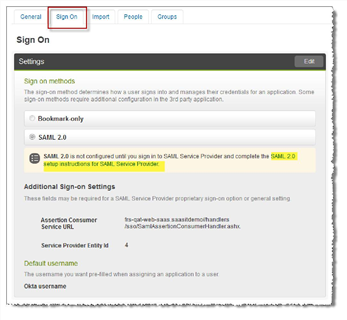 General Sign On Import People Groups
Sign On
Settings Edit
Sign on methods
The sign-on method determines how a user signs into and manages their credentials for an application. Some
sign-on methods require additional configuration in the 3rd party application.
Bookmark-only
SAML 2.0
SAML 2.0 is not configured until you sign in to SAML Service Provider and complete the SAML 2.0
setup instructions for SAML Service Provider.
Additional Sign-on Settings
These fields may be required for a SAML Service Provider proprietary sign-on option or general setting.
Assertion Consumer
Service URL
/sso/SamlAssertionConsumerHandler.ashx.
Service Provider Entity Id 4
Default username
The username you want pre-filled when assigning an application to a user
Okta username